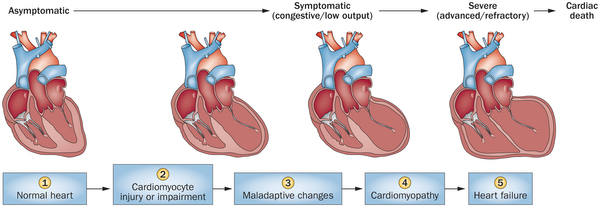 Asymptomatic
Symptomatic
(congestive/low output)
Severe
(advanced/refractory)
Cardiac
death
1
Normal heart
2
Cardiomyocyte
injury or impairment
3
Maladaptive changes
4
Cardiomyopathy
5
Heart failure